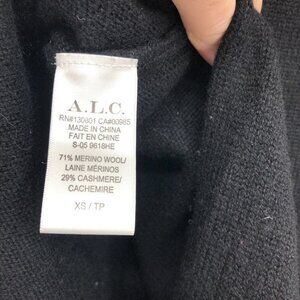 A.L.C.
RN#130801 CA#00985
MADE IN CHINA
FAIT EN CHINE
S-05 9618HE
71% MERINO WOOL/
LAINE MÉRINOS
29% CASHMERE/
CACHEMIRE
XS / TP